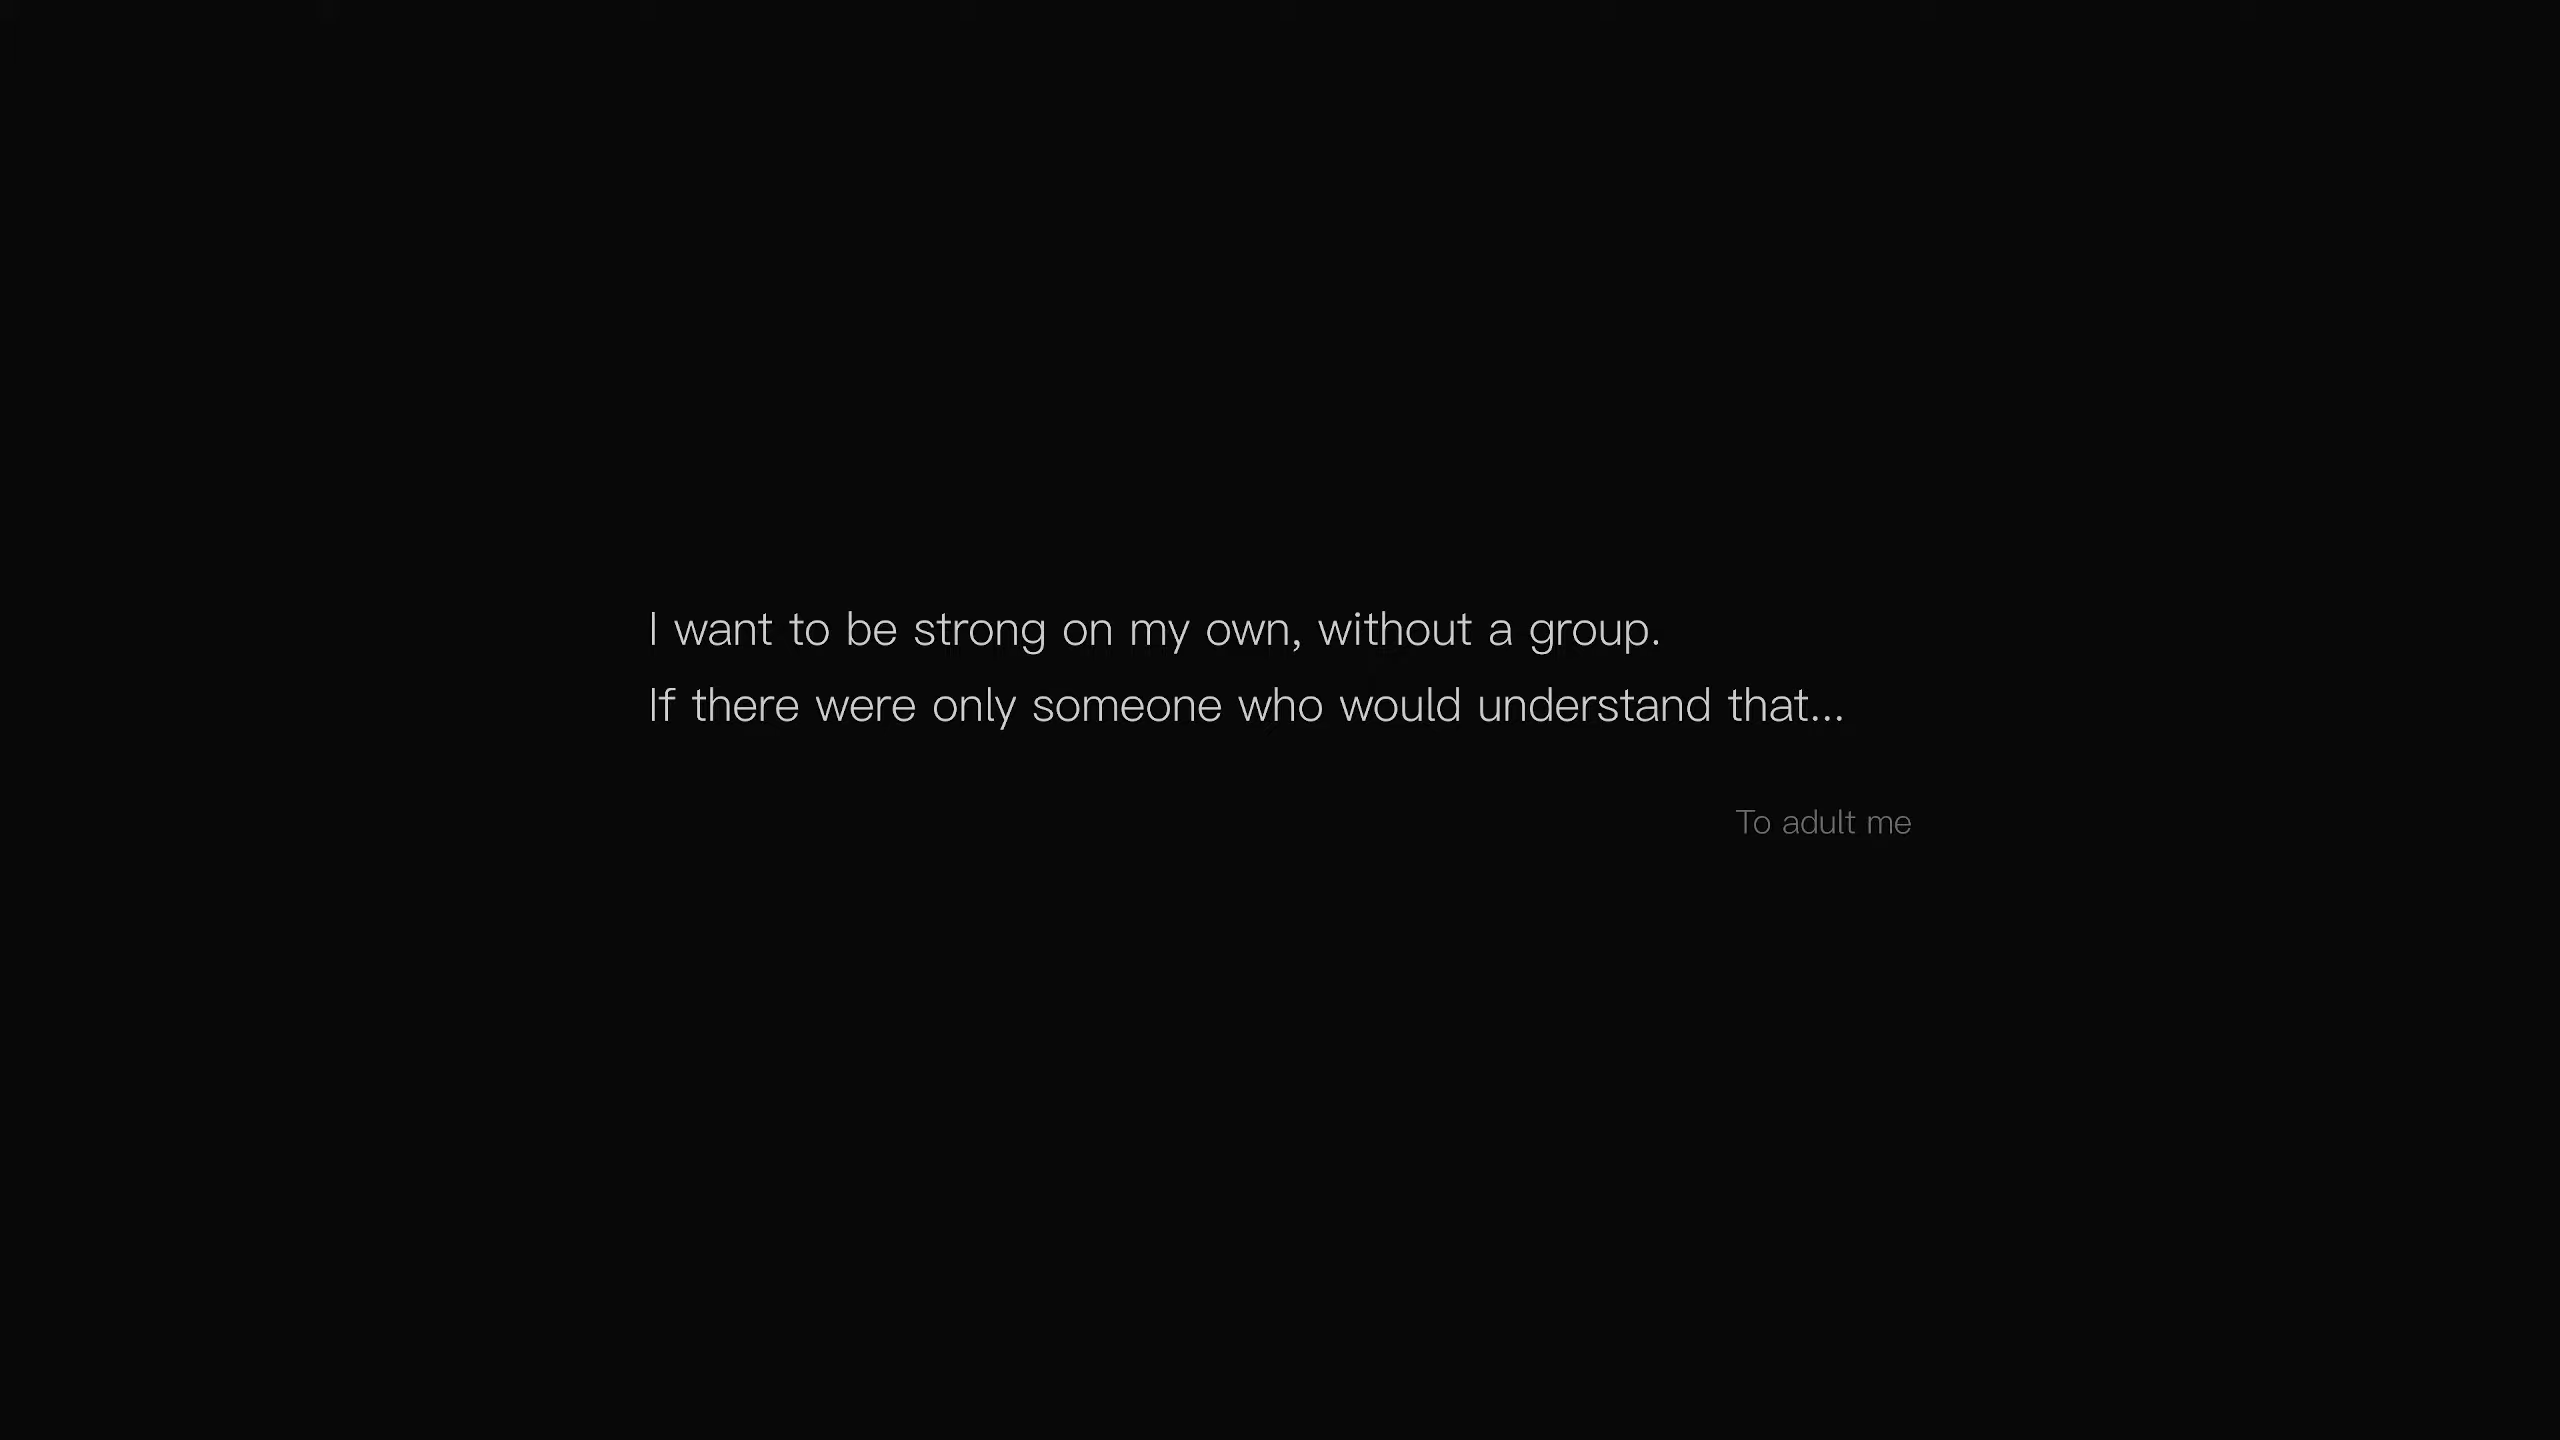 I want to be strong on my own, without a group.
If there were only someone who would understand that...
To adult me